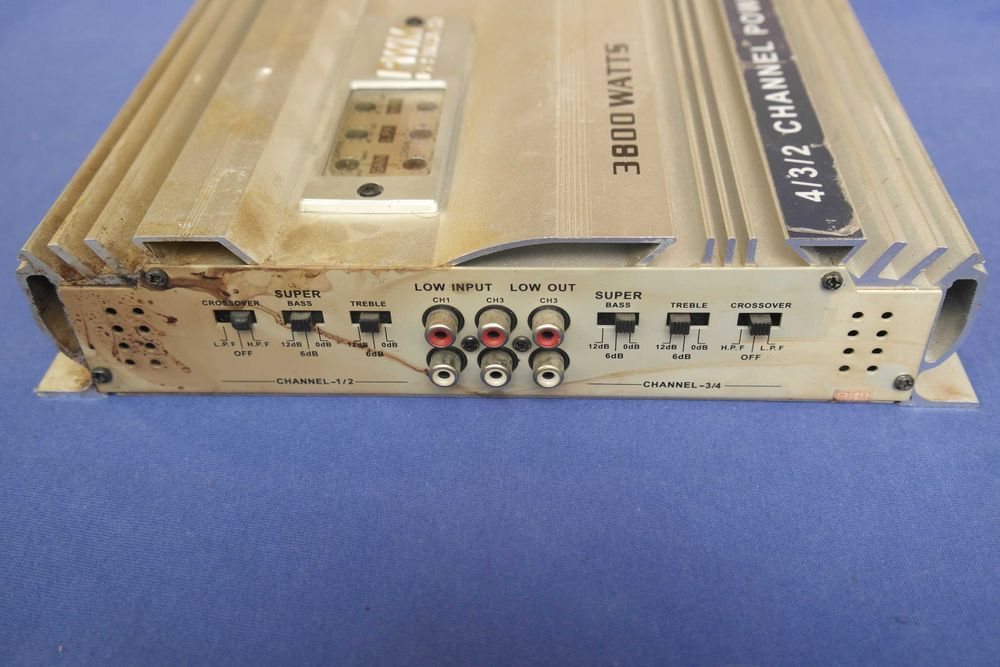 3800 WATTS
4/3/2 CHANNEL POW
CROSSOVER
L.P.F H.P.F
OFF
SUPER
BASS
12dB 0dB
6dB
TREBLE
12dB 0dB
6dB
CHANNEL-1/2
LOW INPUT
CH1 CH3
LOW OUT
CH3
SUPER
BASS
12dB 0dB
6dB
TREBLE
12dB 0dB
6dB
CROSSOVER
H.P.F L.P.F
OFF
CHANNEL-3/4